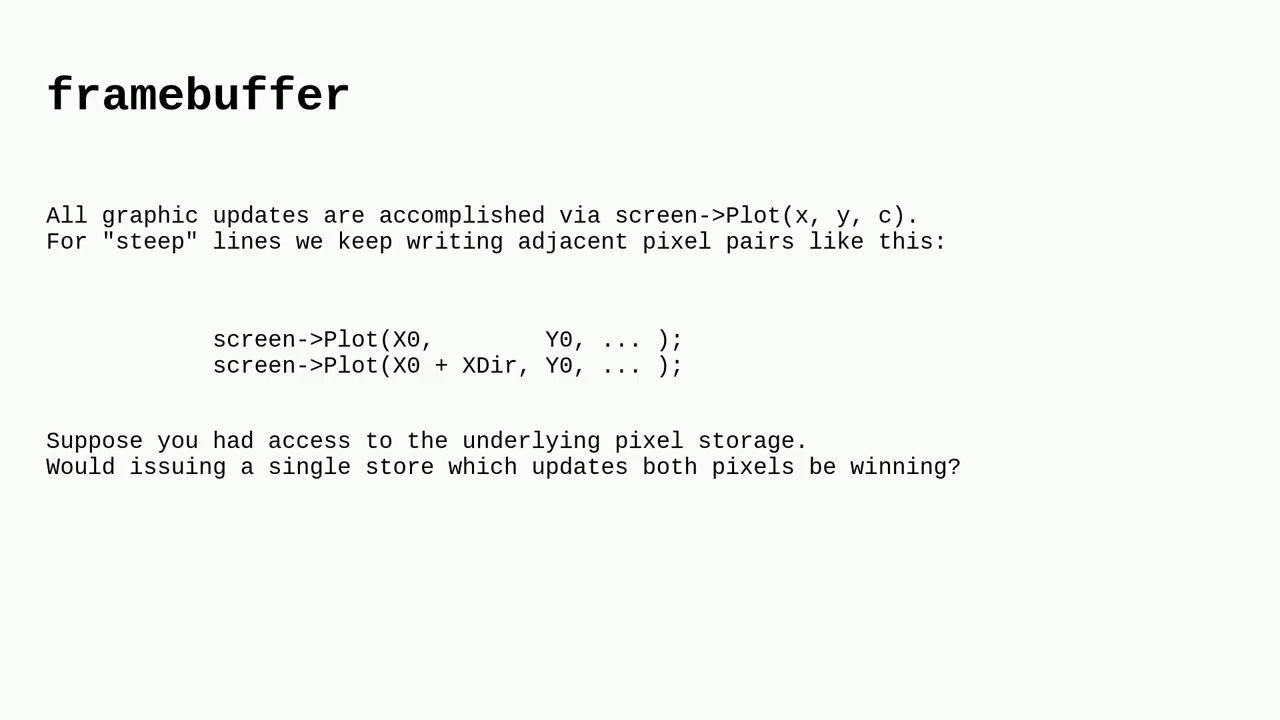 framebuffer
All graphic updates are accomplished via screen->Plot(x, y, c).
For "steep" lines we keep writing adjacent pixel pairs like this:
screen->Plot(X0,        Y0, ... );
screen->Plot(X0 + XDir, Y0, ... );
Suppose you had access to the underlying pixel storage.
Would issuing a single store which updates both pixels be winning?